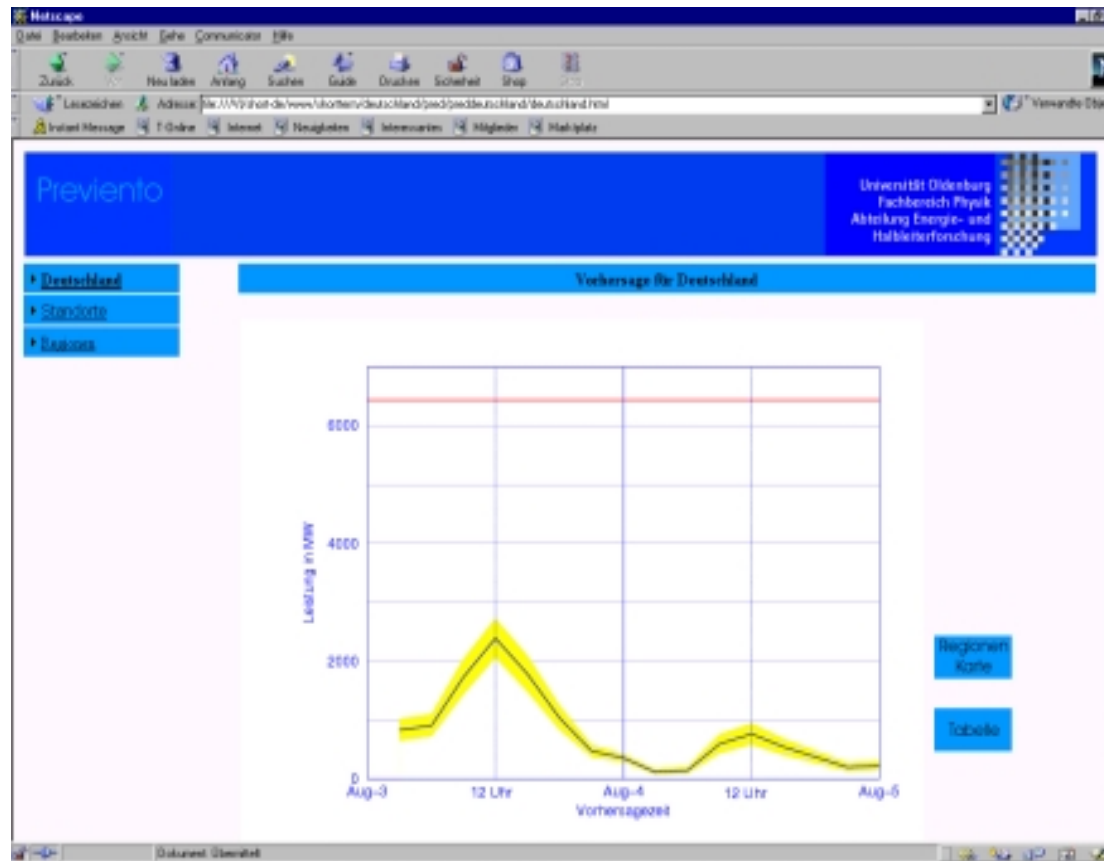 Netscape
Datei Bearbeiten Ansicht Gehe Communicator Hilfe
Zurück Neu laden Anfang Suchen Guide Drucken Sicherheit Shop Stop
Lesezeichen Adresse: Verwandte
Instant Message T-Online Internet Neuigkeiten Interessantes Mitglieder Marktplatz
Previento
Universität Oldenburg
Fachbereich Physik
Abteilung Energie- und
Halbleiterforschung
Deutschland
Standorte
Regionen
Vorhersage für Deutschland
6000
4000
2000
0
Leistung in MW
Aug-3 12 Uhr Aug-4 12 Uhr Aug-5
Vorhersagezeit
Regionen
Karte
Tabelle
Dokument: Übermittelt